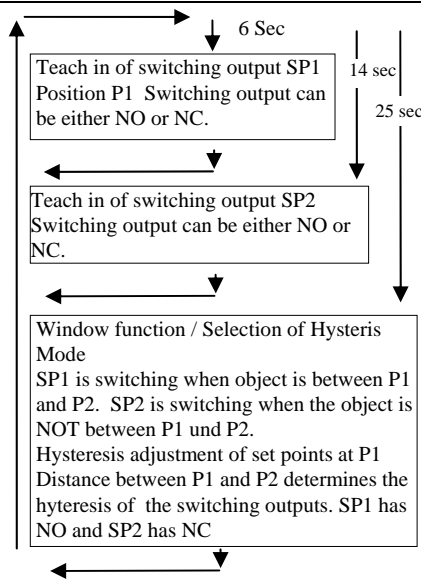 6 Sec
Teach in of switching output SP1
Position P1 Switching output can
be either NO or NC.
14 sec
25 sec
Teach in of switching output SP2
Switching output can be either NO or
NC.
Window function / Selection of Hysteris
Mode
SP1 is switching when object is between P1
and P2. SP2 is switching when the object is
NOT between P1 und P2.
Hysteresis adjustment of set points at P1
Distance between P1 and P2 determines the
hyteresis of the switching outputs. SP1 has
NO and SP2 has NC